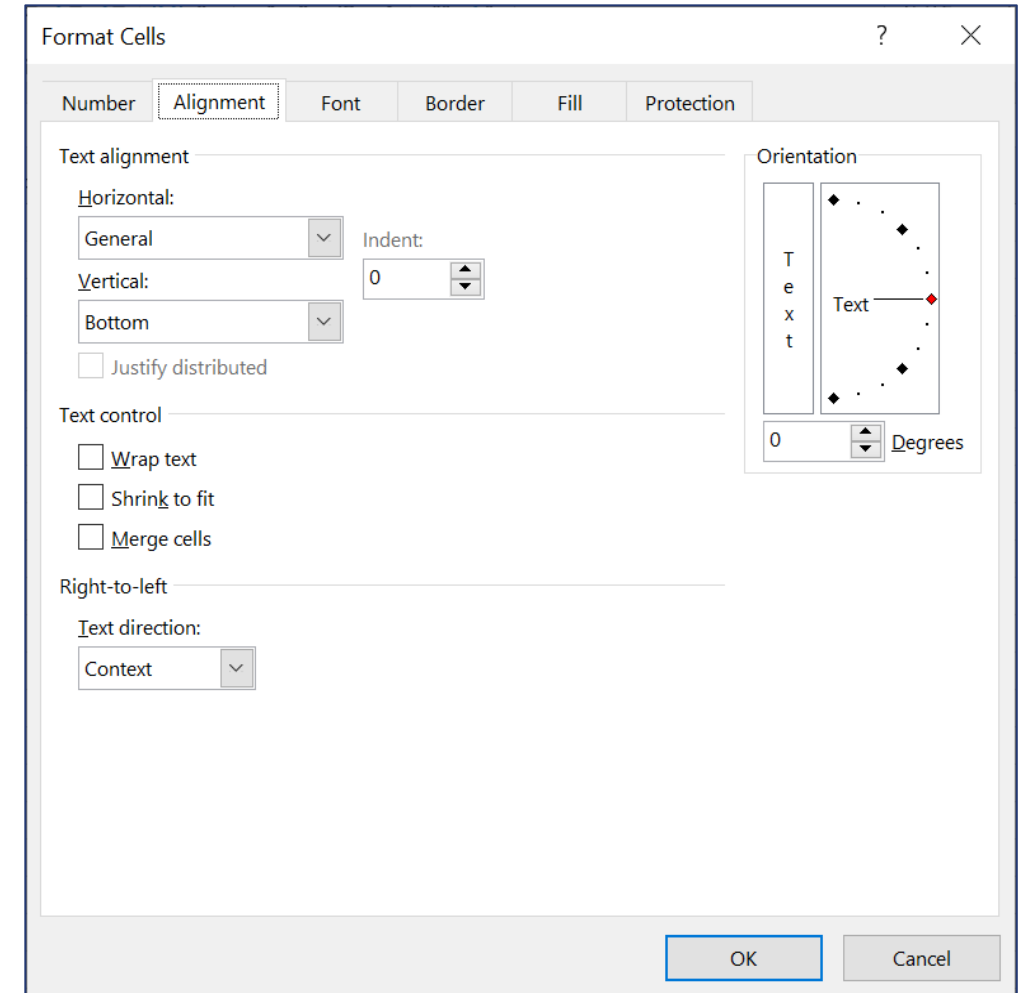 Format Cells
?
Number Alignment Font Border Fill Protection
Text alignment
Horizontal:
General
Indent:
0
Vertical:
Bottom
Justify distributed
Text control
Wrap text
Shrink to fit
Merge cells
Right-to-left
Text direction:
Context
Orientation
T
e
x
t
Text
0 Degrees
OK Cancel